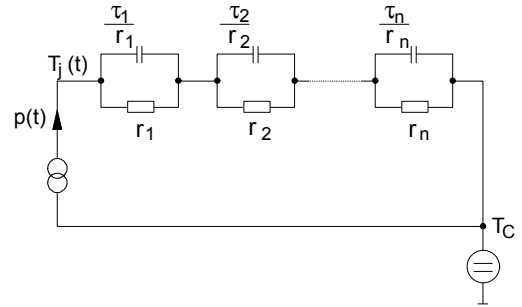 τ1/r1 τ2/r2 τn/rn
Tj(t)
r1 r2 rn
p(t)
TC